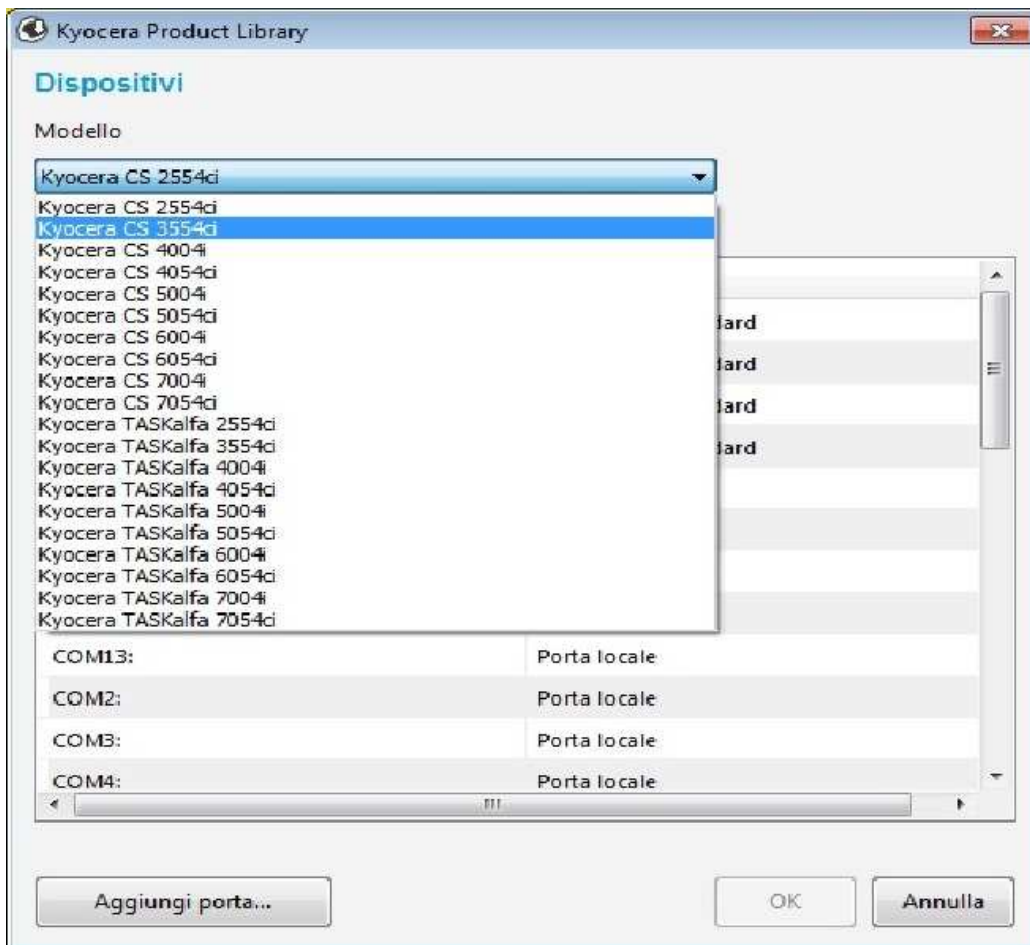 Kyocera Product Library
Dispositivi
Modello
Kyocera CS 2554ci
Kyocera CS 2554ci
Kyocera CS 3554ci
Kyocera CS 4004i
Kyocera CS 4054ci
Kyocera CS 5004i
Kyocera CS 5054ci
Kyocera CS 6004i
Kyocera CS 6054ci
Kyocera CS 7004i
Kyocera CS 7054ci
Kyocera TASKalfa 2554ci
Kyocera TASKalfa 3554ci
Kyocera TASKalfa 4004i
Kyocera TASKalfa 4054ci
Kyocera TASKalfa 5004i
Kyocera TASKalfa 5054ci
Kyocera TASKalfa 6004i
Kyocera TASKalfa 6054ci
Kyocera TASKalfa 7004i
Kyocera TASKalfa 7054ci
dard
dard
dard
dard
COM13: Porta locale
COM2: Porta locale
COM3: Porta locale
COM4: Porta locale
Aggiungi porta... OK Annulla